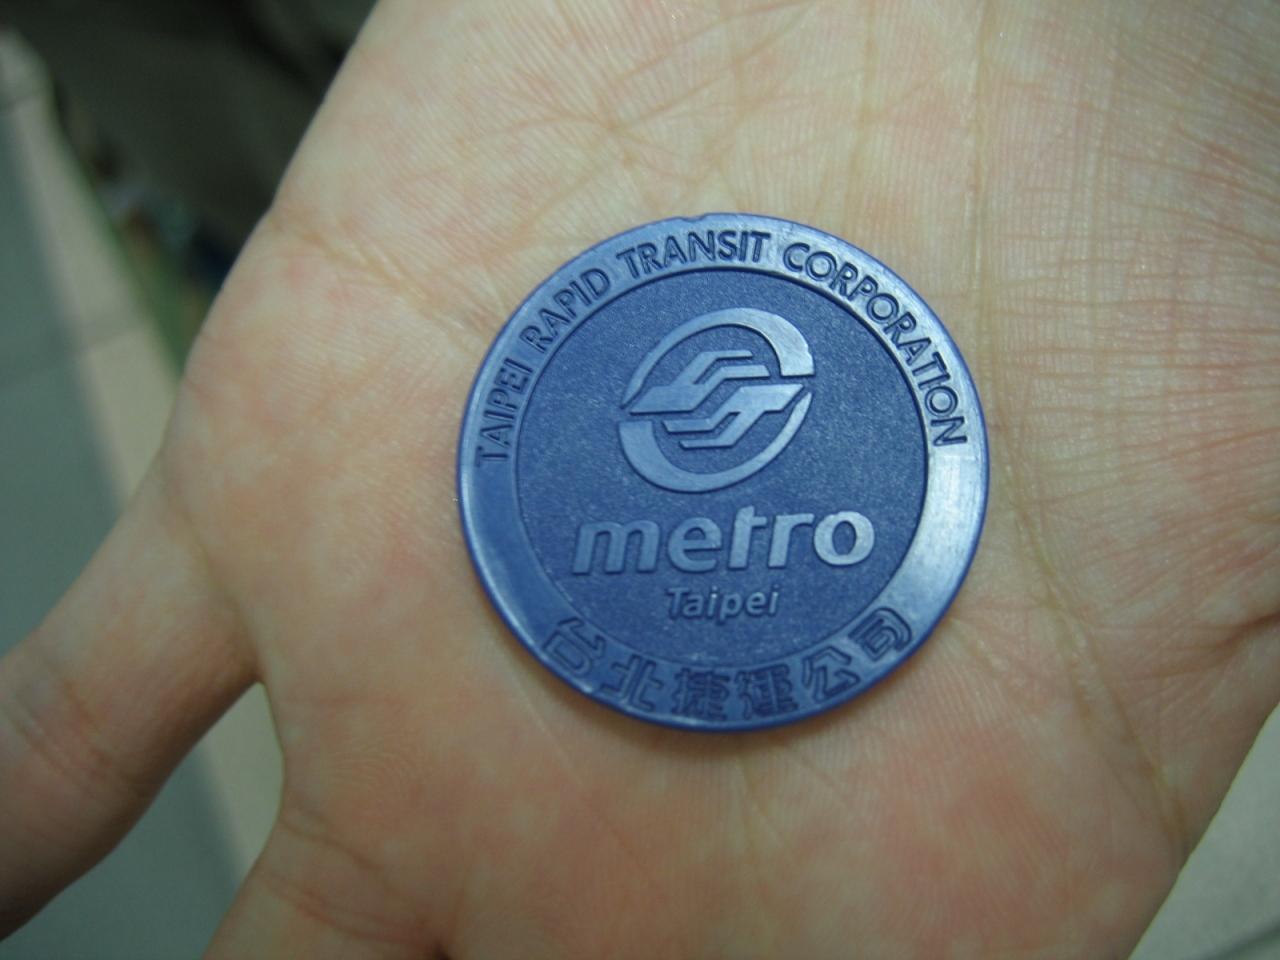 TAIPEI RAPID TRANSIT CORPORATION
metro
Taipei
台北捷運公司